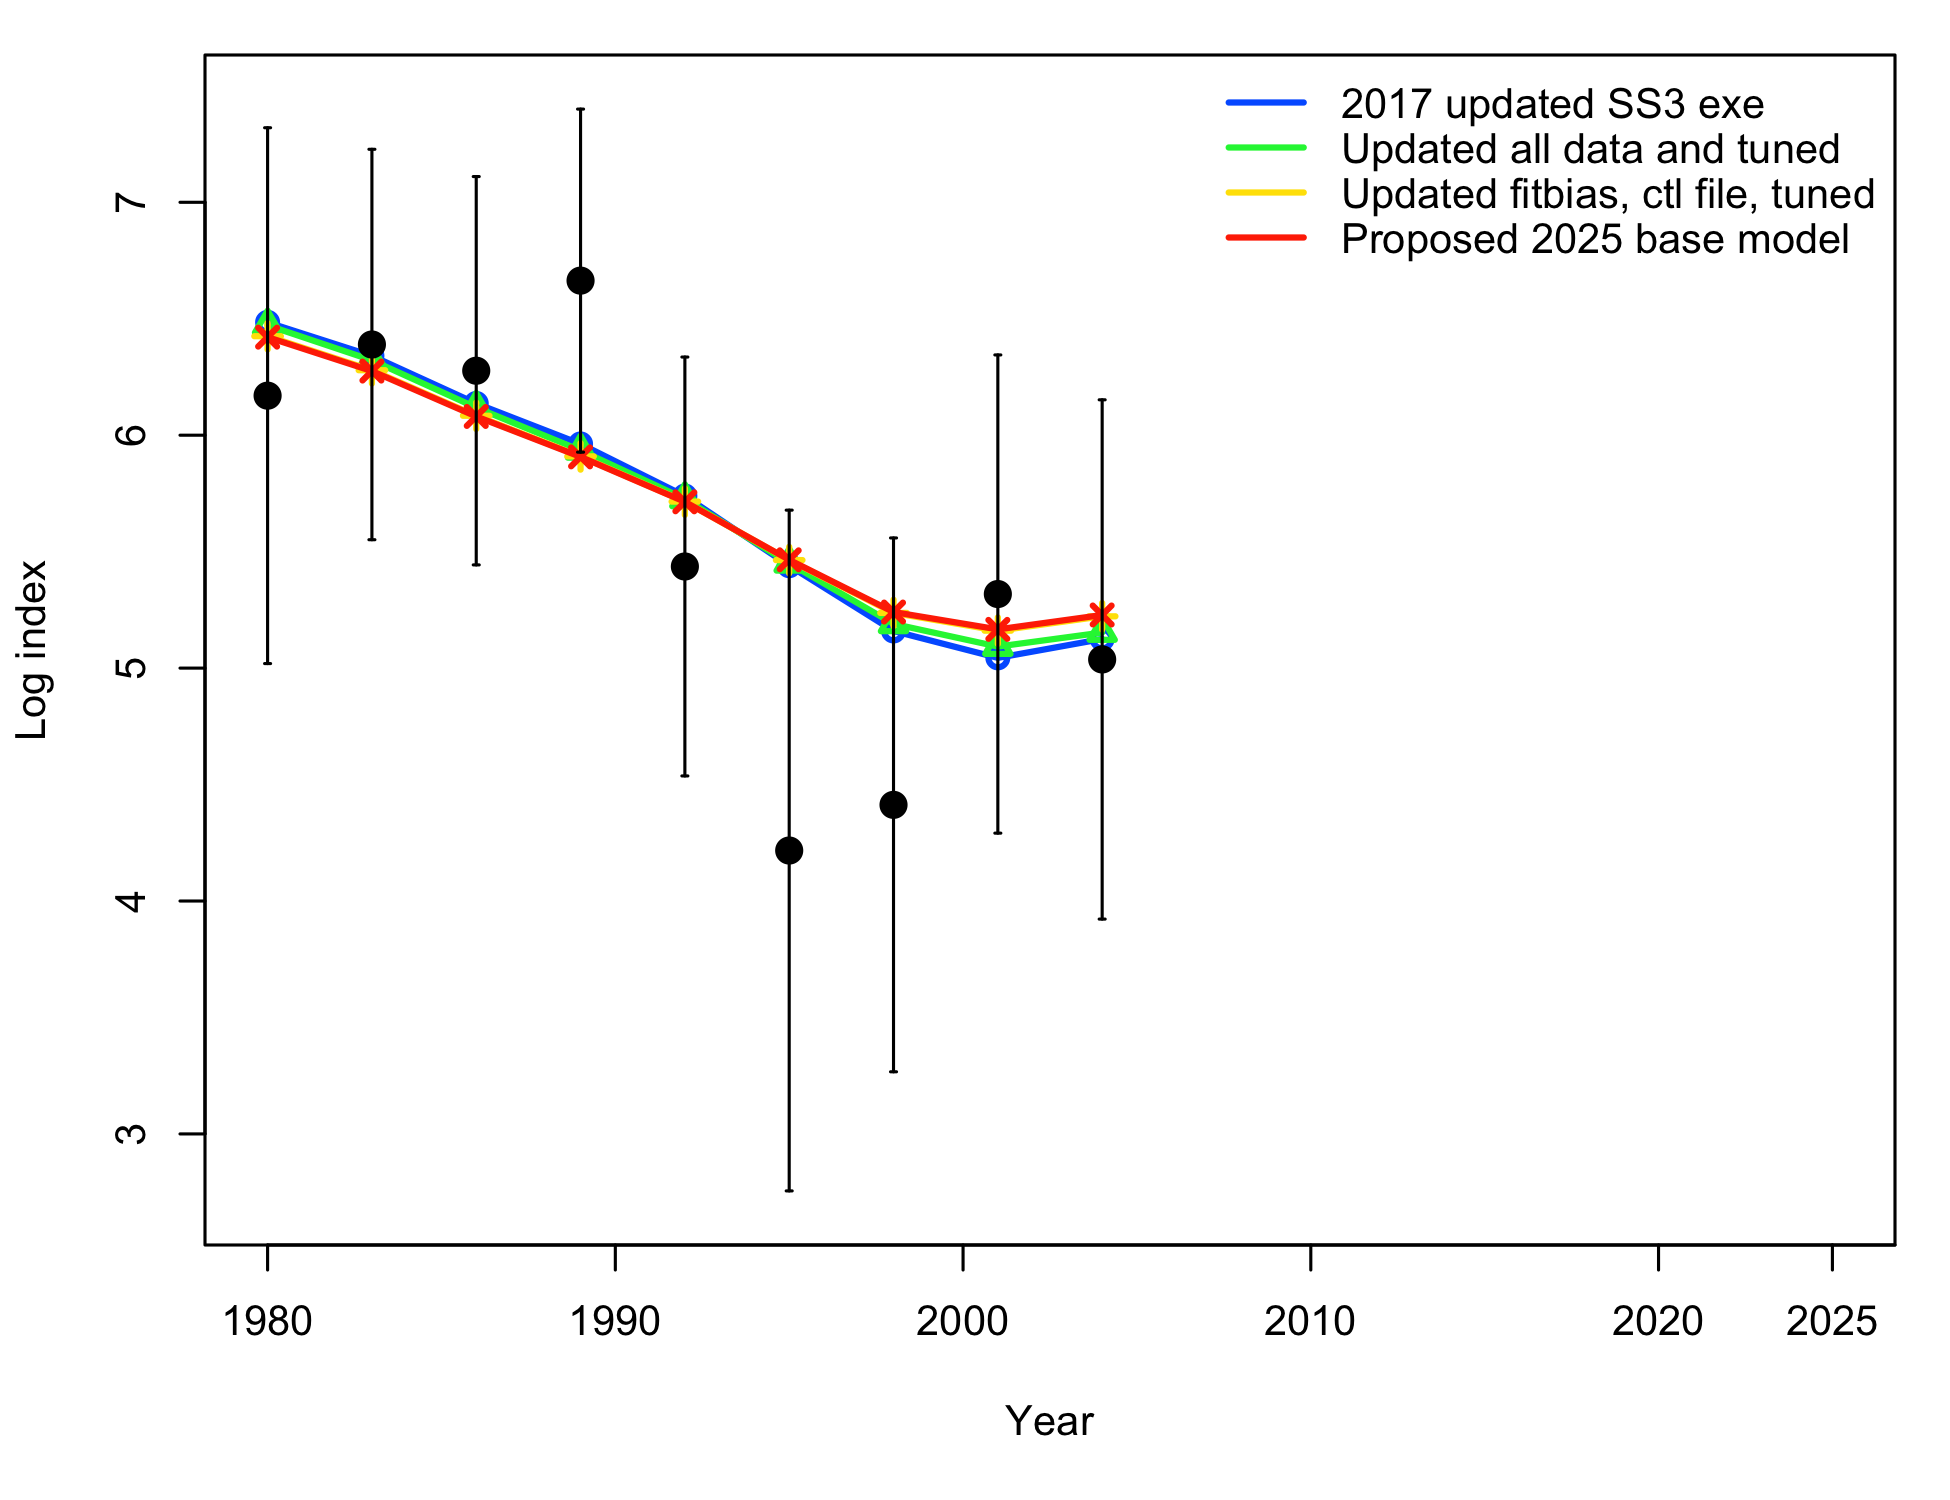 2017 updated SS3 exe
Updated all data and tuned
Updated fitbias, ctl file, tuned
Proposed 2025 base model
7
6
5
4
3
Log index
1980 1990 2000 2010 2020 2025
Year